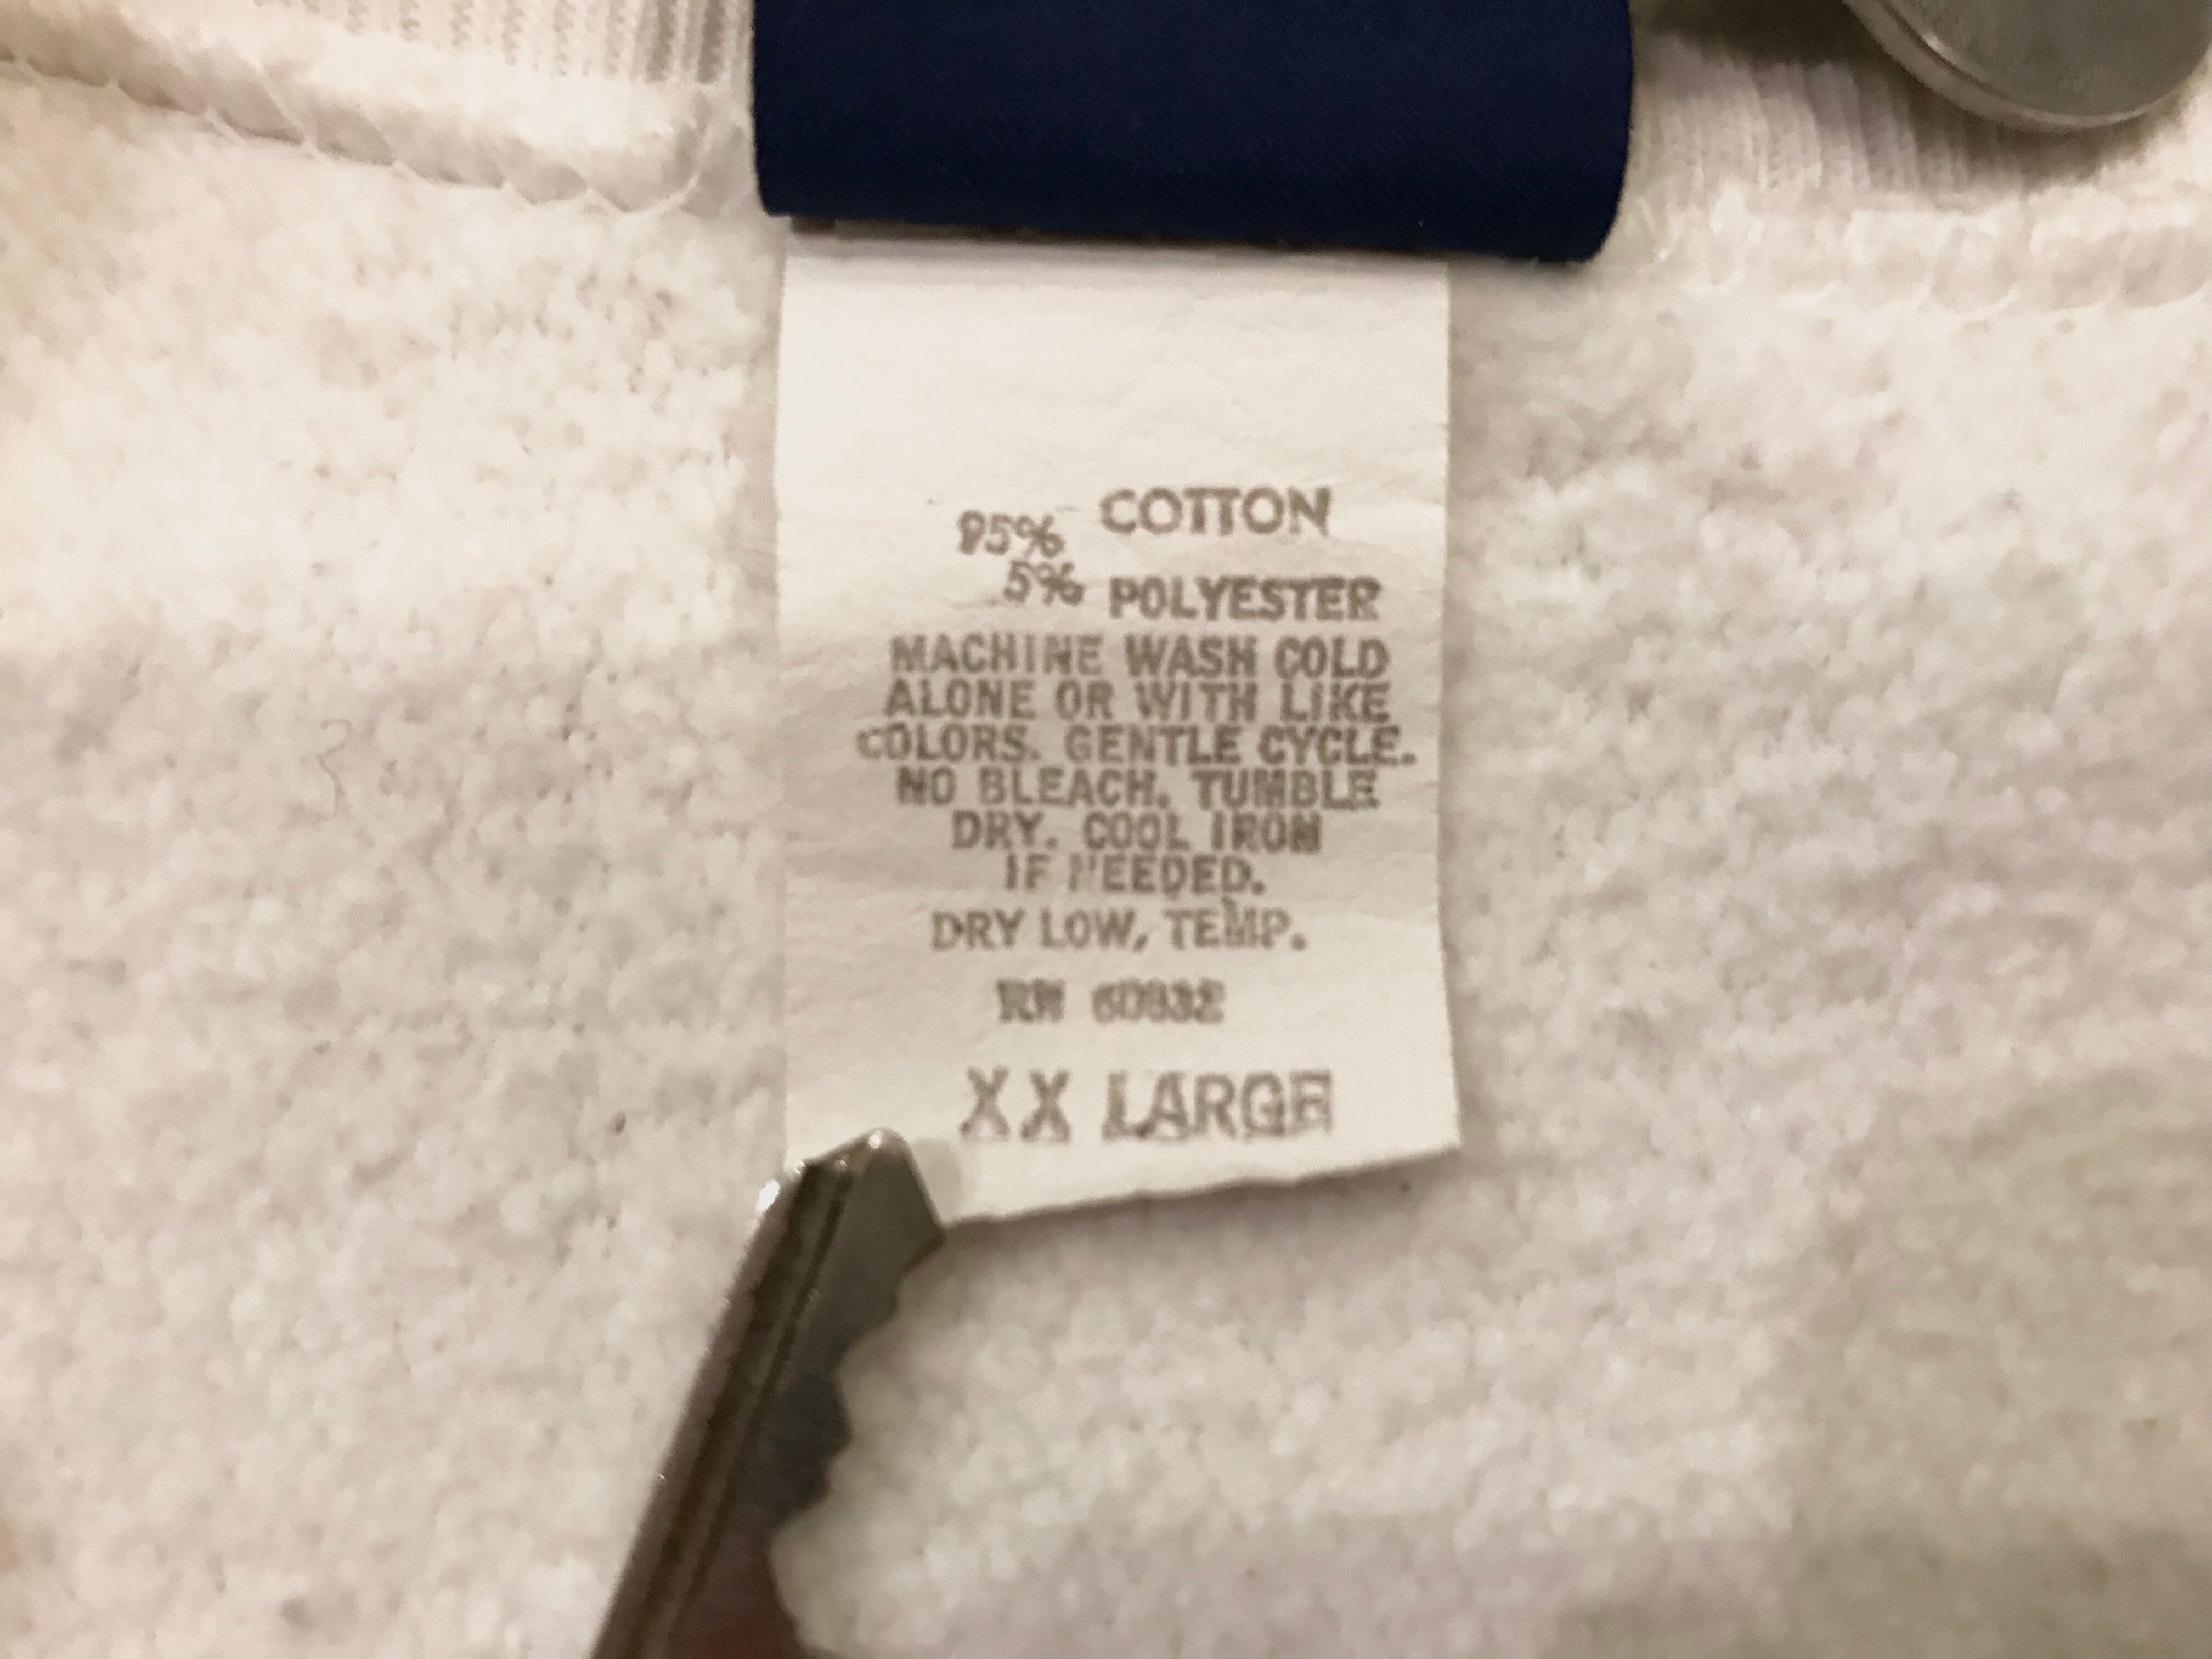 95% COTTON
5% POLYESTER
MACHINE WASH COLD
ALONE OR WITH LIKE
COLORS. GENTLE CYCLE.
NO BLEACH. TUMBLE
DRY. COOL IRON
IF NEEDED.
DRY LOW, TEMP.
RN
XX LARGE